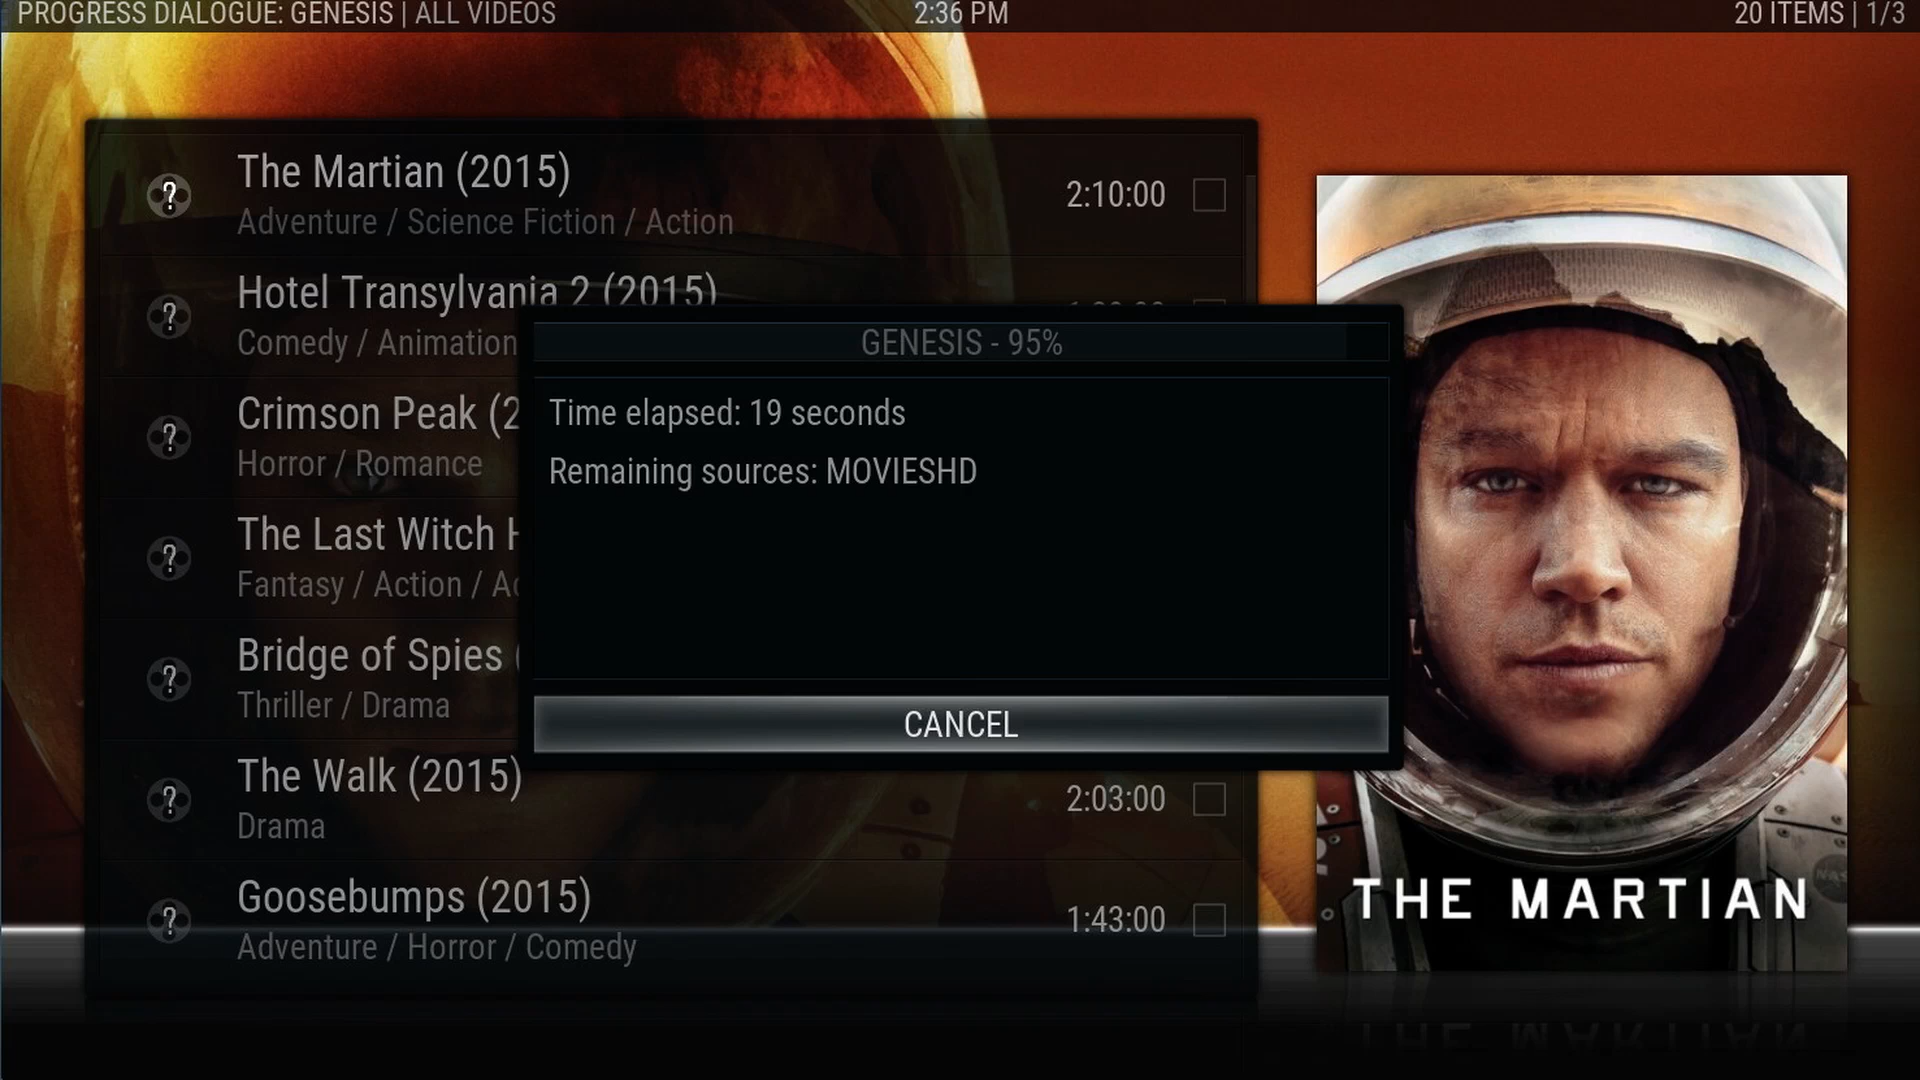 PROGRESS DIALOGUE: GENESIS | ALL VIDEOS
2:36 PM
20 ITEMS | 1/3
The Martian (2015)
Adventure / Science Fiction / Action
2:10:00
Hotel Transylvania 2 (2015)
Comedy / Animation
Crimson Peak (2
Horror / Romance
The Last Witch
Fantasy / Action /
Bridge of Spies (
Thriller / Drama
The Walk (2015)
Drama
2:03:00
Goosebumps (2015)
Adventure / Horror / Comedy
1:43:00
GENESIS - 95%
Time elapsed: 19 seconds
Remaining sources: MOVIESHD
CANCEL
THE MARTIAN